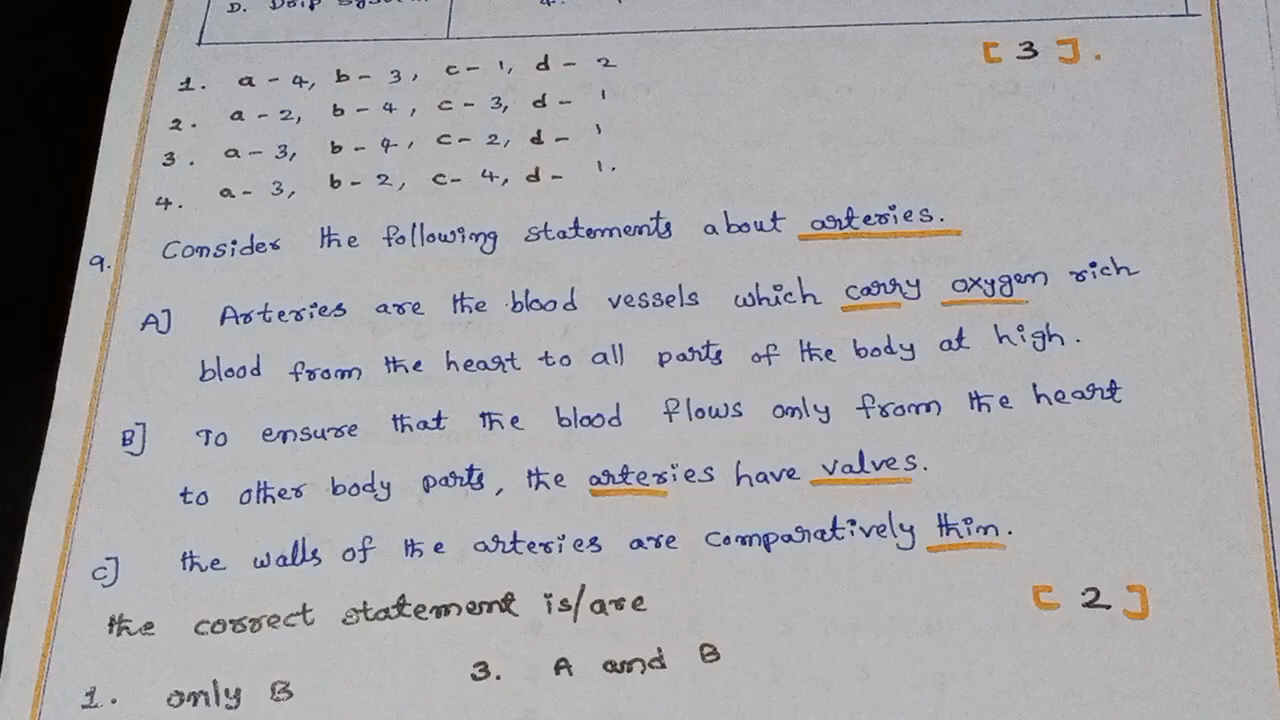 D. Drip System
1. a - 4, b - 3, c - 1, d - 2 [3].
2. a - 2, b - 4, c - 3, d - 1
3. a - 3, b - 4, c - 2, d - 1
4. a - 3, b - 2, c - 4, d - 1.
9. Consider the following statements about arteries.
A] Arteries are the blood vessels which carry oxygen rich
blood from the heart to all parts of the body at high.
B] To ensure that the blood flows only from the heart
to other body parts, the arteries have valves.
C] the walls of the arteries are comparatively thin.
the correct statement is/are [2]
1. only B 3. A and B